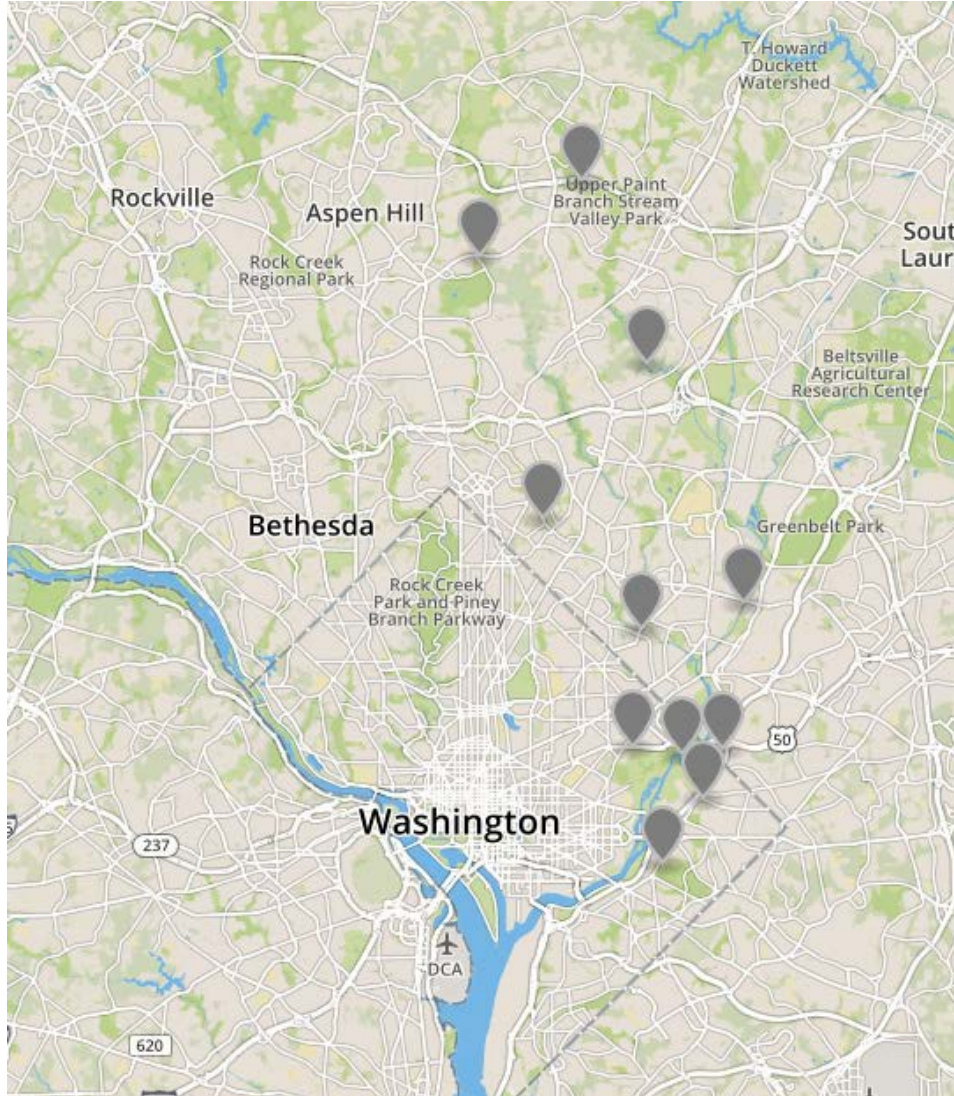 T. Howard
Duckett
Watershed
Upper Paint
Branch Stream
Valley Park
Rockville
Aspen Hill
Sout
Laur
Rock Creek
Regional Park
Beltsville
Agricultural
Research Center
Bethesda
Greenbelt Park
Rock Creek
Park and Piney
Branch Parkway
50
Washington
237
DCA
620